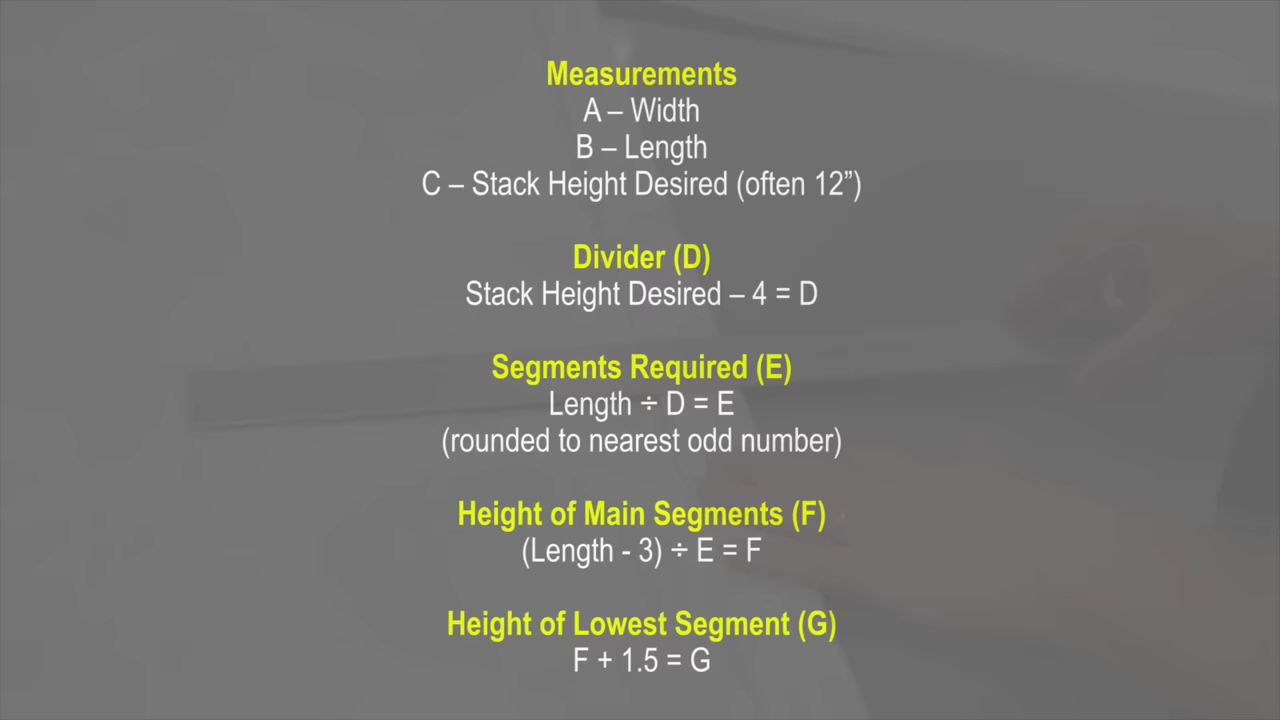 Measurements
A – Width
B – Length
C – Stack Height Desired (often 12”)
Divider (D)
Stack Height Desired – 4 = D
Segments Required (E)
Length ÷ D = E
(rounded to nearest odd number)
Height of Main Segments (F)
(Length - 3) ÷ E = F
Height of Lowest Segment (G)
F + 1.5 = G